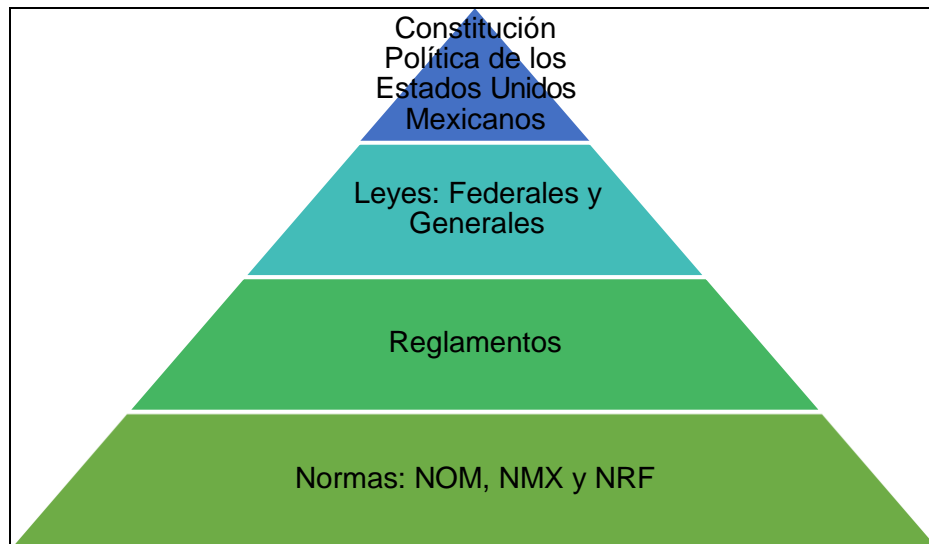 Constitución
Política de los
Estados Unidos
Mexicanos
Leyes: Federales y
Generales
Reglamentos
Normas: NOM, NMX y NRF